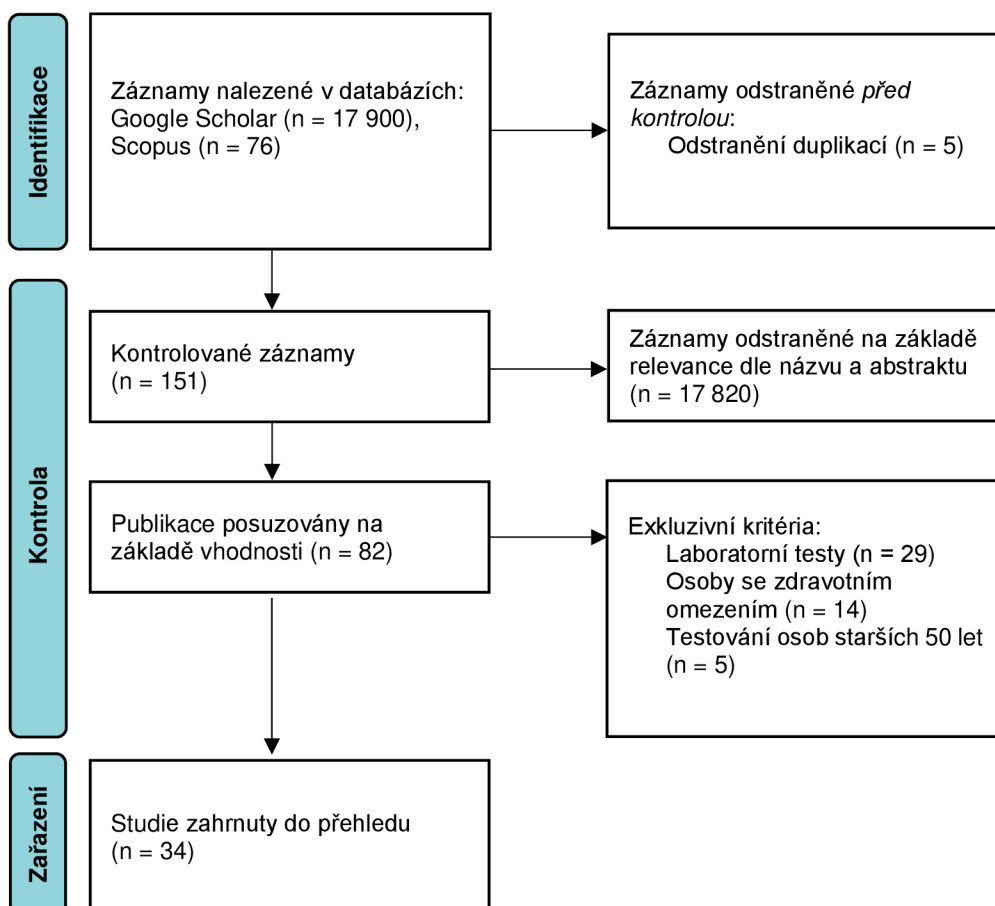 Identifikace
Záznamy nalezené v databázích:
Google Scholar (n = 17 900),
Scopus (n = 76)
Záznamy odstraněné před
kontrolou:
Odstranění duplikací (n = 5)
Kontrola
Kontrolované záznamy
(n = 151)
Záznamy odstraněné na základě
relevance dle názvu a abstraktu
(n = 17 820)
Publikace posuzovány na
základě vhodnosti (n = 82)
Exkluzivní kritéria:
Laboratorní testy (n = 29)
Osoby se zdravotním
omezením (n = 14)
Testování osob starších 50 let
(n = 5)
Zařazení
Studie zahrnuty do přehledu
(n = 34)